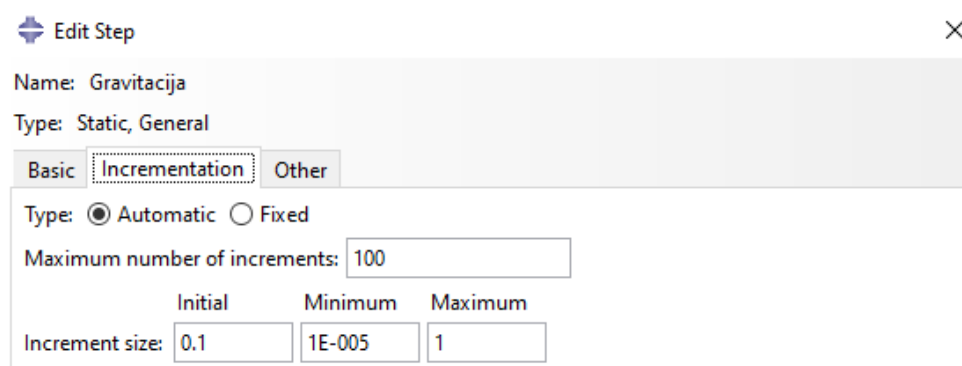 Edit Step
Name: Gravitacija
Type: Static, General
Basic Incrementation Other
Type: Automatic Fixed
Maximum number of increments: 100
Initial Minimum Maximum
Increment size: 0.1 1E-005 1